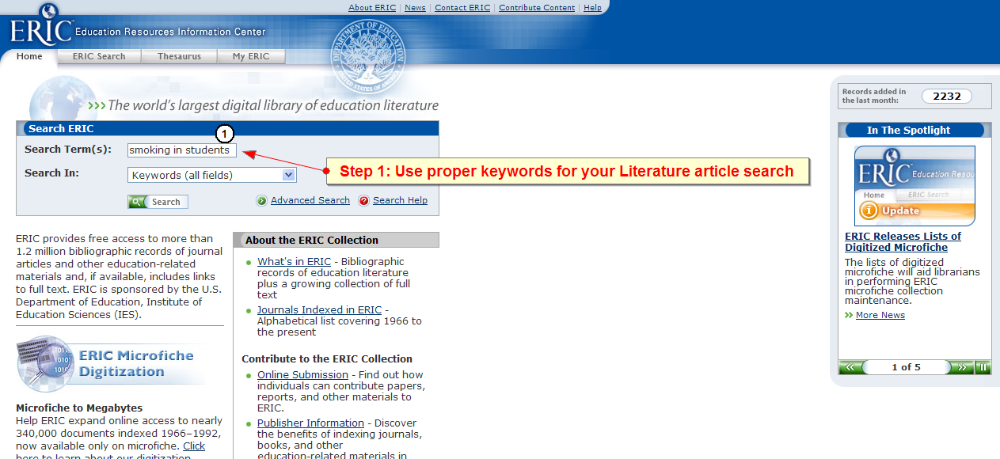 About ERIC | News | Contact ERIC | Contribute Content | Help
ERIC Education Resources Information Center
DEPARTMENT OF EDUCATION
UNITED STATES OF AMERICA
Home ERIC Search Thesaurus My ERIC
>>> The world's largest digital library of education literature
Search ERIC
1
Search Term(s): smoking in students
Step 1: Use proper keywords for your Literature article search
Search In: Keywords (all fields)
Search Advanced Search ? Search Help
ERIC provides free access to more than
1.2 million bibliographic records of journal
articles and other education-related
materials and, if available, includes links
to full text. ERIC is sponsored by the U.S.
Department of Education, Institute of
Education Sciences (IES).
ERIC Microfiche
Digitization
Microfiche to Megabytes
Help ERIC expand online access to nearly
340,000 documents indexed 1966–1992,
now available only on microfiche. Click
here to learn about our digitization
About the ERIC Collection
What's in ERIC - Bibliographic
records of education literature
plus a growing collection of full
text
Journals Indexed in ERIC -
Alphabetical list covering 1966 to
the present
Contribute to the ERIC Collection
Online Submission - Find out how
individuals can contribute papers,
reports, and other materials to
ERIC.
Publisher Information - Discover
the benefits of indexing journals,
books, and other
education-related materials in
Records added in
the last month:
2232
In The Spotlight
ERIC Education Resou
Home ERIC Search
i Update
ERIC Releases Lists of
Digitized Microfiche
The lists of digitized
microfiche will aid librarians
in performing ERIC
microfiche collection
maintenance.
>> More News
<< 1 of 5 >>